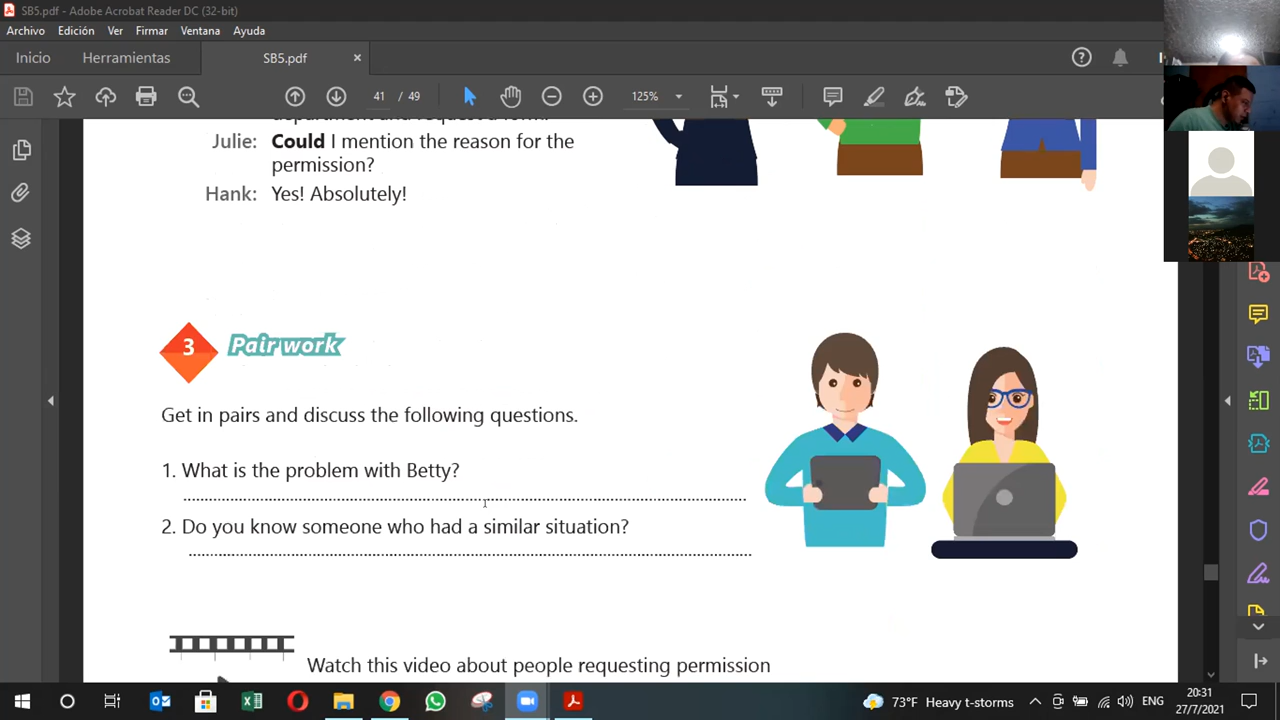 SB5.pdf - Adobe Acrobat Reader DC (32-bit)
Archivo Edición Ver Firmar Ventana Ayuda
Inicio Herramientas SB5.pdf ×
41 / 49 125%
Julie: Could I mention the reason for the
permission?
Hank: Yes! Absolutely!
3 Pair work
Get in pairs and discuss the following questions.
1. What is the problem with Betty?
2. Do you know someone who had a similar situation?
Watch this video about people requesting permission
73°F Heavy t-storms ENG 20:31
27/7/2021